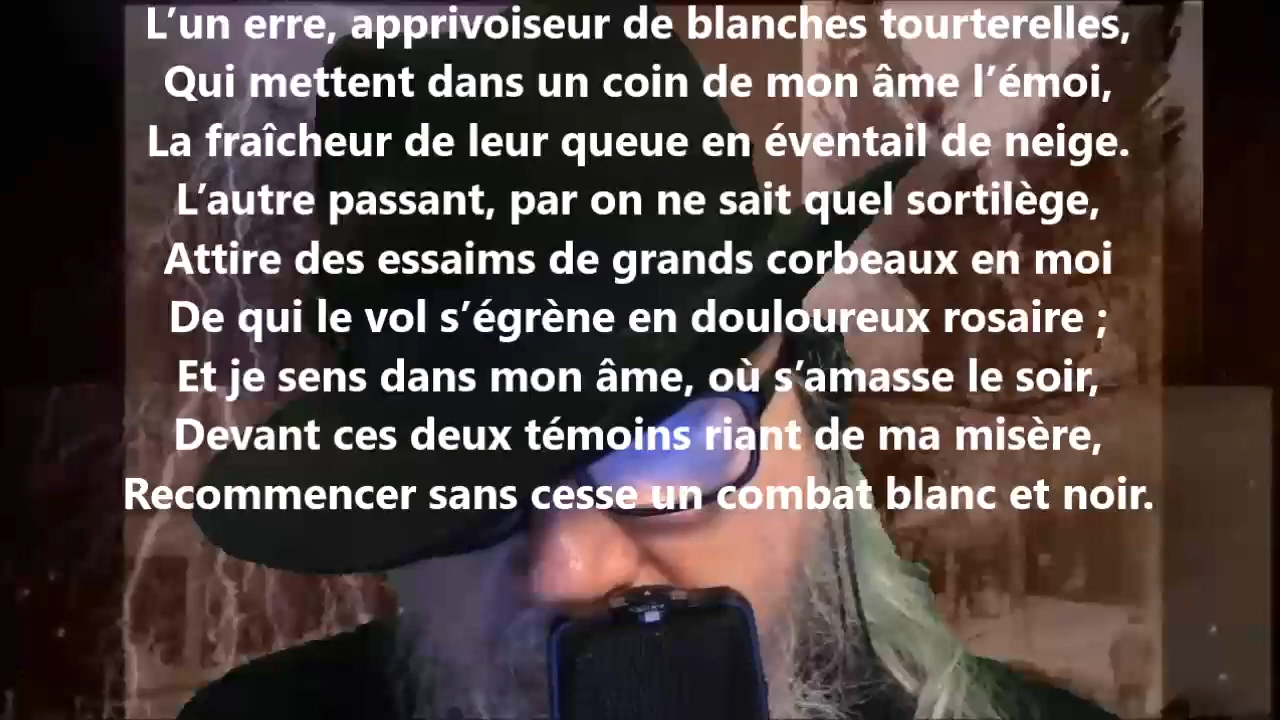 L’un erre, apprivoiseur de blanches tourterelles,
Qui mettent dans un coin de mon âme l’émoi,
La fraîcheur de leur queue en éventail de neige.
L’autre passant, par on ne sait quel sortilège,
Attire des essaims de grands corbeaux en moi
De qui le vol s’égrène en douloureux rosaire ;
Et je sens dans mon âme, où s’amasse le soir,
Devant ces deux témoins riant de ma misère,
Recommencer sans cesse un combat blanc et noir.